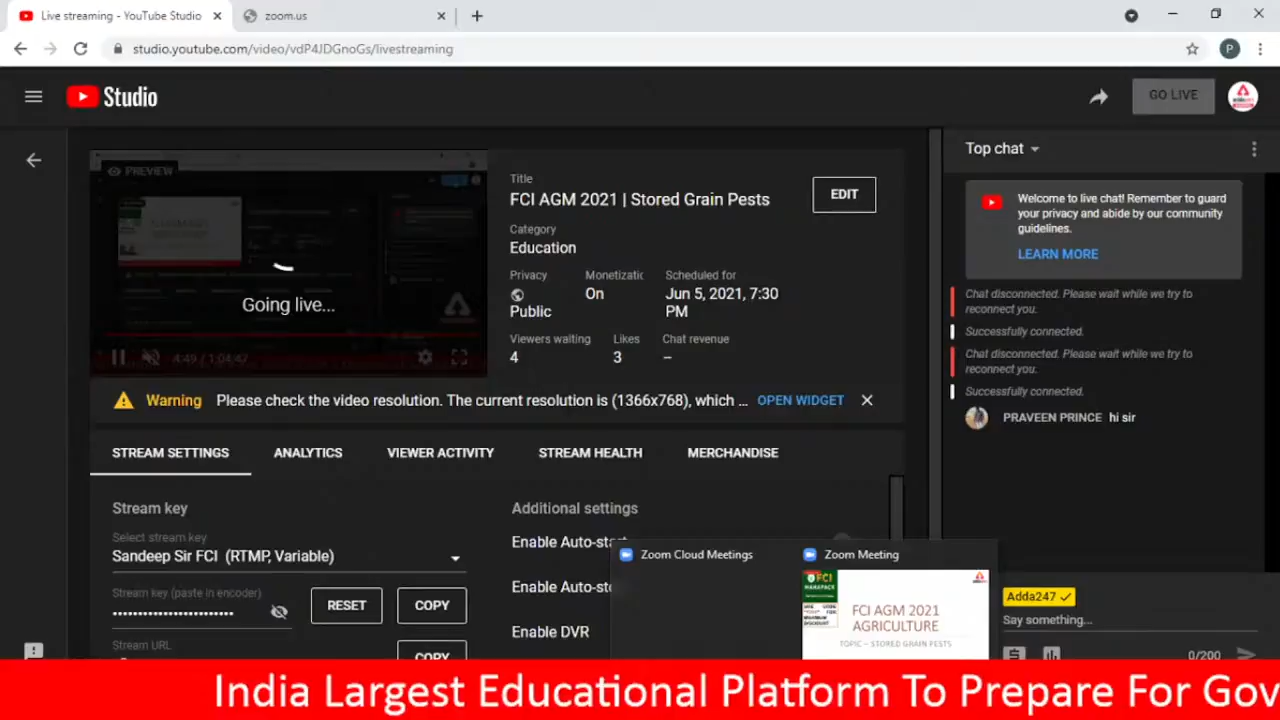 Live streaming - YouTube Studio
zoom.us
studio.youtube.com/video/vdP4JDGnoGs/livestreaming
P
Studio
GO LIVE
PREVIEW
Going live...
4:49 / 1:04:47
Title
FCI AGM 2021 | Stored Grain Pests
EDIT
Category
Education
Privacy
Public
Monetizatic
On
Scheduled for
Jun 5, 2021, 7:30
PM
Viewers waiting
4
Likes
3
Chat revenue
–
Warning Please check the video resolution. The current resolution is (1366x768), which ... OPEN WIDGET
STREAM SETTINGS ANALYTICS VIEWER ACTIVITY STREAM HEALTH MERCHANDISE
Stream key
Select stream key
Sandeep Sir FCI (RTMP, Variable)
Stream key (paste in encoder)
RESET
COPY
Stream URL
COPY
Additional settings
Enable Auto-start
Enable Auto-sto
Enable DVR
Zoom Cloud Meetings
Zoom Meeting
FCI
FCI AGM 2021
AGRICULTURE
TOPIC – STORED GRAIN PESTS
Top chat
Welcome to live chat! Remember to guard
your privacy and abide by our community
guidelines.
LEARN MORE
Chat disconnected. Please wait while we try to
reconnect you.
Successfully connected.
Chat disconnected. Please wait while we try to
reconnect you.
Successfully connected.
PRAVEEN PRINCE hi sir
Adda247
Say something...
0/200
India Largest Educational Platform To Prepare For Gov